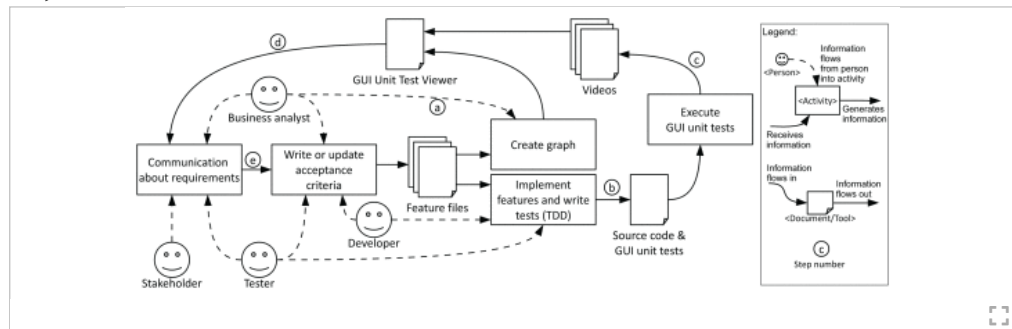 d
GUI Unit Test Viewer
Videos
c
Business analyst
a
Execute
GUI unit tests
Communication
about requirements
e
Write or update
acceptance
criteria
Feature files
Create graph
Implement
features and write
tests (TDD)
b
Source code &
GUI unit tests
Developer
Stakeholder
Tester
Legend:
<Person>
Information
flows
from person
into activity
<Activity>
Generates
information
Receives
information
Information
flows in
Information
flows out
<Document/Tool>
c
Step number